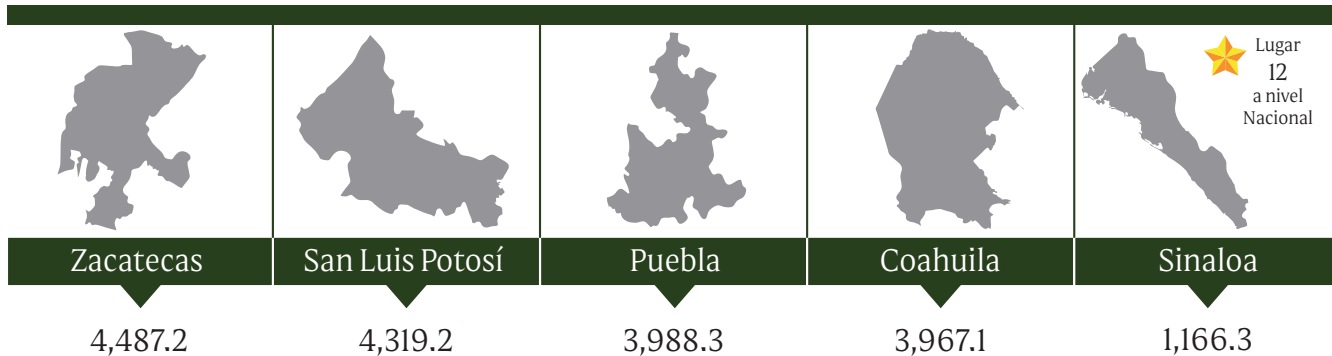 Lugar
12
a nivel
Nacional
Zacatecas
San Luis Potosí
Puebla
Coahuila
Sinaloa
4,487.2
4,319.2
3,988.3
3,967.1
1,166.3